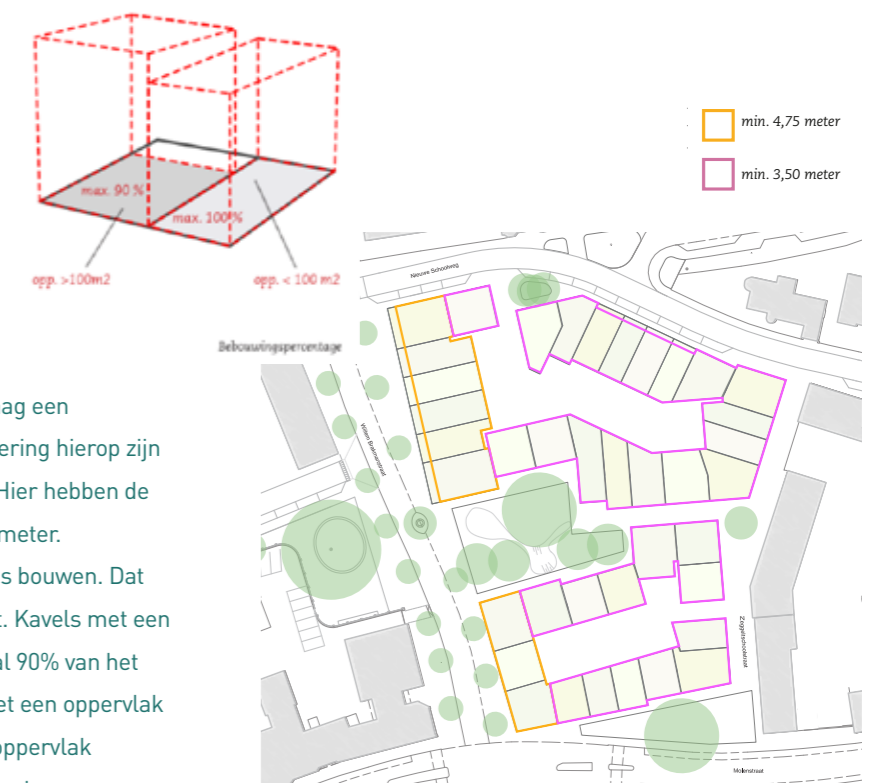 max. 90 %
max. 100 %
opp. >100m2
opp. < 100 m2
Bebouwingspercentage
min. 4,75 meter
min. 3,50 meter
ag een
ering hierop zijn
Hier hebben de
meter.
s bouwen. Dat
t. Kavels met een
al 90% van het
et een oppervlak
oppervlak
Nieuwe Schoolweg
Willem Brakmanstraat
Molenstraat